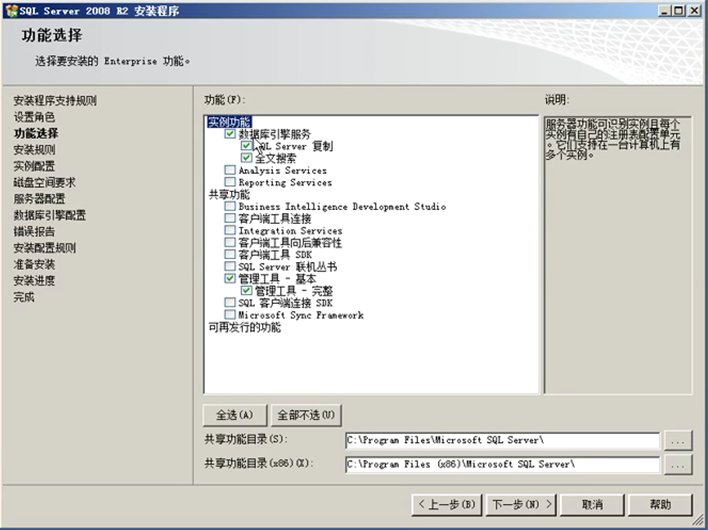 SQL Server 2008 R2 安装程序
功能选择
选择要安装的 Enterprise 功能。
安装程序支持规则
设置角色
功能选择
安装规则
实例配置
磁盘空间要求
服务器配置
数据库引擎配置
错误报告
安装配置规则
准备安装
安装进度
完成
功能(F):
实例功能
数据库引擎服务
SQL Server 复制
全文搜索
Analysis Services
Reporting Services
共享功能
Business Intelligence Development Studio
客户端工具连接
Integration Services
客户端工具向后兼容性
客户端工具 SDK
SQL Server 联机丛书
管理工具 - 基本
管理工具 - 完整
SQL 客户端连接 SDK
Microsoft Sync Framework
可再发行的功能
说明:
服务器功能可识别实例且每个
实例有自己的注册表配置单元
。它们支持在一台计算机上有
多个实例。
全选(A)
全部不选(U)
共享功能目录(S):
C:\Program Files\Microsoft SQL Server\
...
共享功能目录(x86)(X):
C:\Program Files (x86)\Microsoft SQL Server\
...
< 上一步(B)
下一步(N) >
取消
帮助